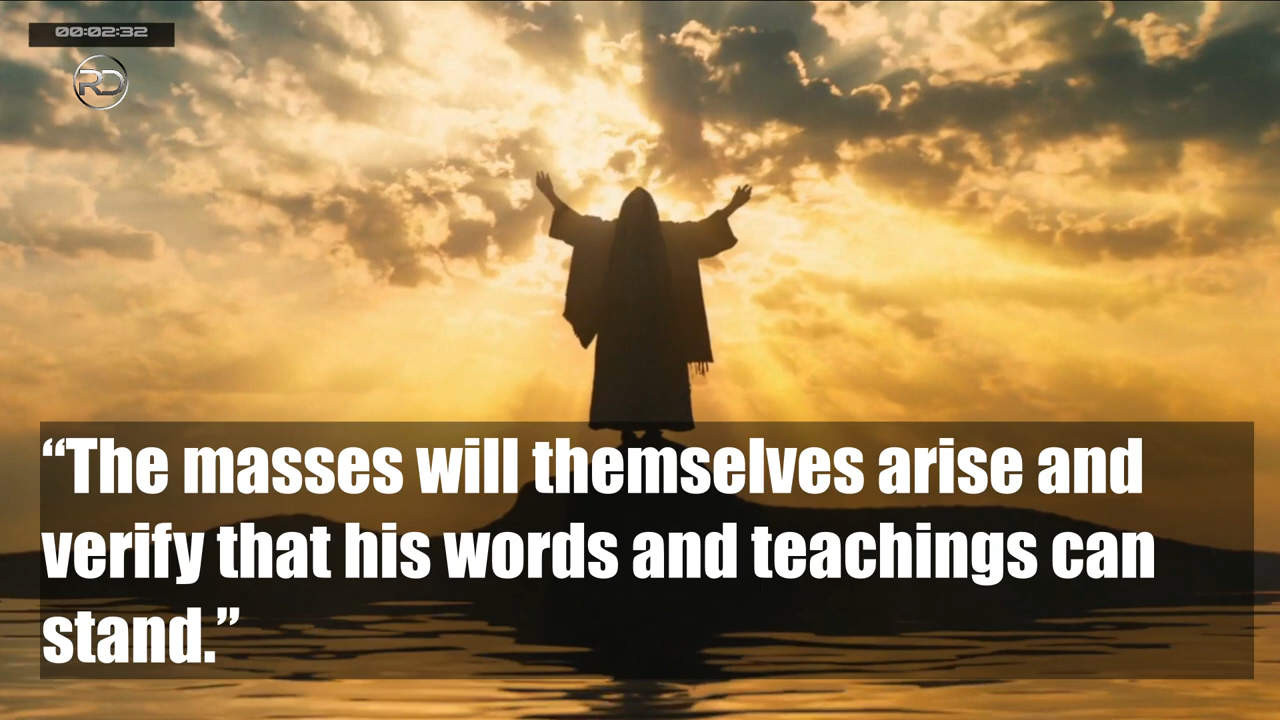 00:02:32
RD
“The masses will themselves arise and
verify that his words and teachings can
stand.”